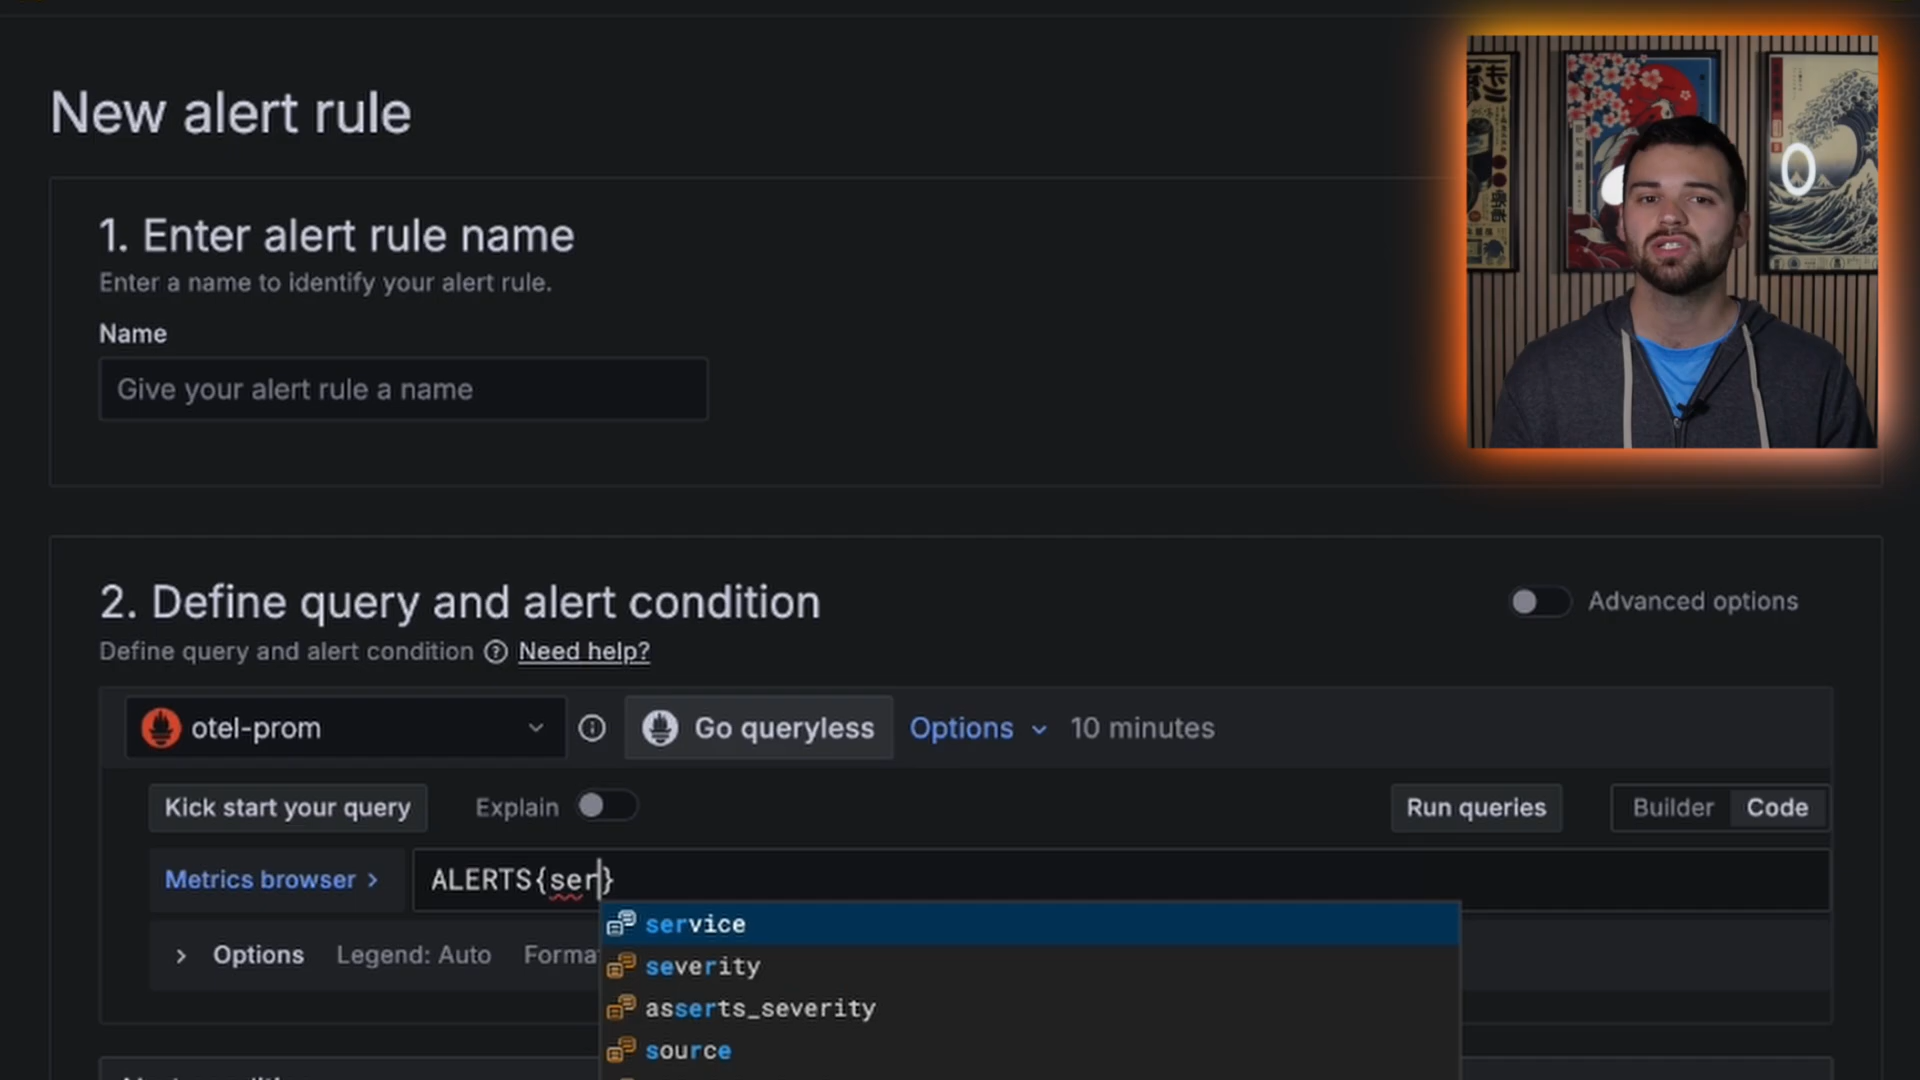 New alert rule
1. Enter alert rule name
Enter a name to identify your alert rule.
Name
Give your alert rule a name
2. Define query and alert condition
Advanced options
Define query and alert condition Need help?
otel-prom
Go queryless
Options
10 minutes
Kick start your query
Explain
Run queries
Builder
Code
Metrics browser >
ALERTS{ser}
Options
Legend: Auto
service
severity
asserts_severity
source